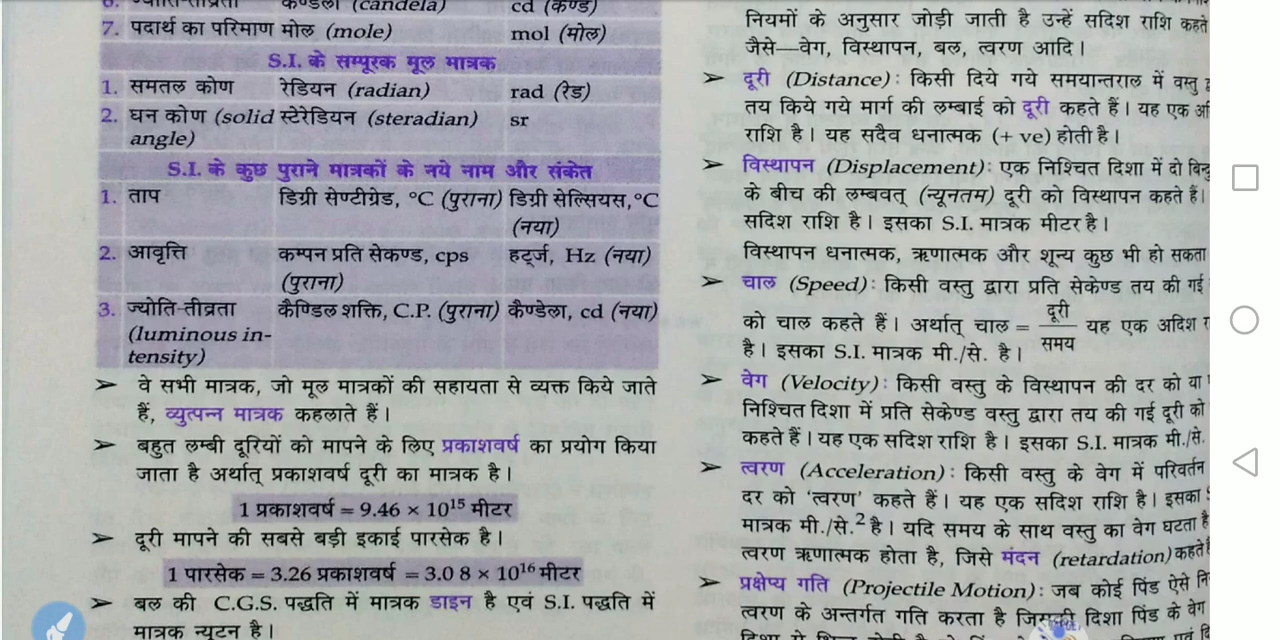 6. ज्योति-तीव्रता कैण्डेला (candela) cd (कैण्ड)
7. पदार्थ का परिमाण मोल (mole) mol (मोल)
S.I. के सम्पूरक मूल मात्रक
1. समतल कोण रेडियन (radian) rad (रेड)
2. घन कोण (solid स्टेरेडियन (steradian) sr
angle)
S.I. के कुछ पुराने मात्रकों के नये नाम और संकेत
1. ताप डिग्री सेण्टीग्रेड, °C (पुराना) डिग्री सेल्सियस, °C
(नया)
2. आवृत्ति कम्पन प्रति सेकण्ड, cps हर्ट्ज, Hz (नया)
(पुराना)
3. ज्योति-तीव्रता कैण्डिल शक्ति, C.P. (पुराना) कैण्डेला, cd (नया)
(luminous in-
tensity)
➢ वे सभी मात्रक, जो मूल मात्रकों की सहायता से व्यक्त किये जाते
हैं, व्युत्पन्न मात्रक कहलाते हैं।
➢ बहुत लम्बी दूरियों को मापने के लिए प्रकाशवर्ष का प्रयोग किया
जाता है अर्थात् प्रकाशवर्ष दूरी का मात्रक है।
1 प्रकाशवर्ष = 9.46 × 10¹⁵ मीटर
➢ दूरी मापने की सबसे बड़ी इकाई पारसेक है।
1 पारसेक = 3.26 प्रकाशवर्ष = 3.0 8 × 10¹⁶ मीटर
➢ बल की C.G.S. पद्धति में मात्रक डाइन है एवं S.I. पद्धति में
मात्रक न्यूटन है।
नियमों के अनुसार जोड़ी जाती है उन्हें सदिश राशि कहते
जैसे—वेग, विस्थापन, बल, त्वरण आदि।
➢ दूरी (Distance) : किसी दिये गये समयान्तराल में वस्तु
तय किये गये मार्ग की लम्बाई को दूरी कहते हैं। यह एक
राशि है। यह सदैव धनात्मक (+ ve) होती है।
➢ विस्थापन (Displacement) : एक निश्चित दिशा में दो
के बीच की लम्बवत् (न्यूनतम) दूरी को विस्थापन कहते हैं।
सदिश राशि है। इसका S.I. मात्रक मीटर है।
विस्थापन धनात्मक, ऋणात्मक और शून्य कुछ भी हो सकता
➢ चाल (Speed) : किसी वस्तु द्वारा प्रति सेकेण्ड तय की गई
को चाल कहते हैं। अर्थात् चाल = दूरी/समय यह एक अदिश
है। इसका S.I. मात्रक मी./से. है।
➢ वेग (Velocity) : किसी वस्तु के विस्थापन की दर को या
निश्चित दिशा में प्रति सेकेण्ड वस्तु द्वारा तय की गई दूरी को
कहते हैं। यह एक सदिश राशि है। इसका S.I. मात्रक मी./से.
➢ त्वरण (Acceleration) : किसी वस्तु के वेग में परिवर्तन
दर को ‘त्वरण’ कहते हैं। यह एक सदिश राशि है। इसका
मात्रक मी./से.² है। यदि समय के साथ वस्तु का वेग घटता है
त्वरण ऋणात्मक होता है, जिसे मंदन (retardation) कहते हैं
➢ प्रक्षेप्य गति (Projectile Motion) : जब कोई पिंड ऐसे
त्वरण के अन्तर्गत गति करता है जिसकी दिशा पिंड के वेग